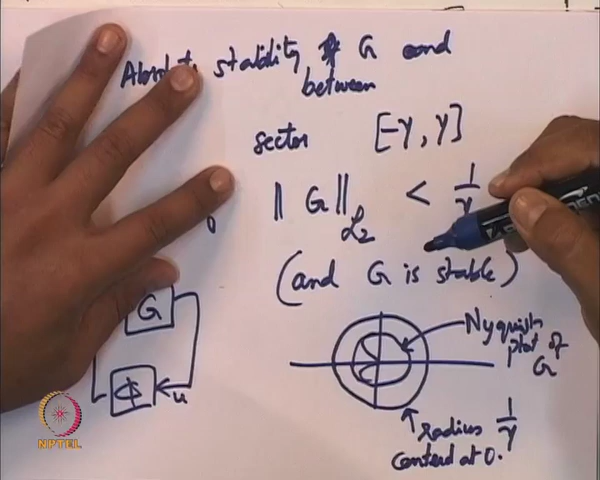 Absolute stability of G and
between
sector [-γ, γ]
‖ G ‖_L₂ < 1/γ
(and G is stable)
G
Nyquist
plot of
G
Φ
u
radius 1/γ
centered at 0.
NPTEL